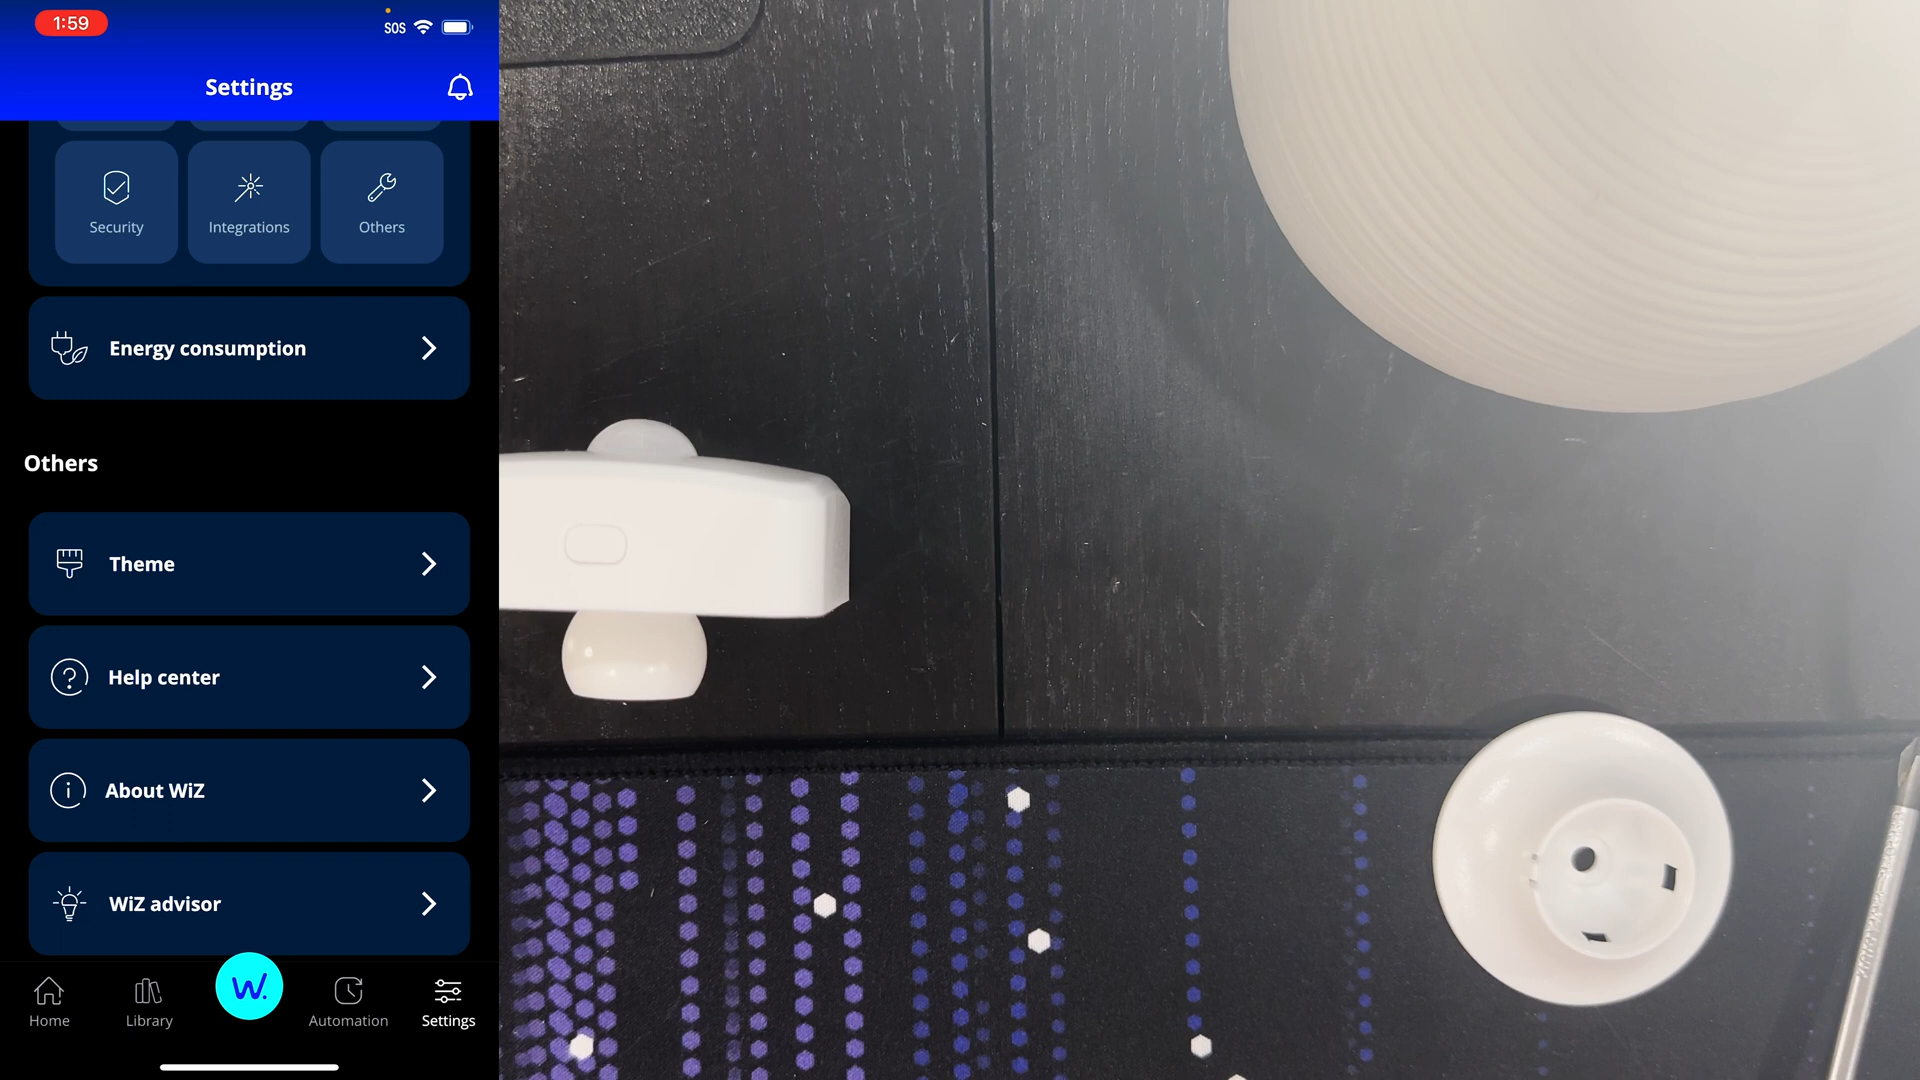 1:59
SOS
Settings
Security
Integrations
Others
Energy consumption
Others
Theme
Help center
About WiZ
WiZ advisor
W.
Home
Library
Automation
Settings